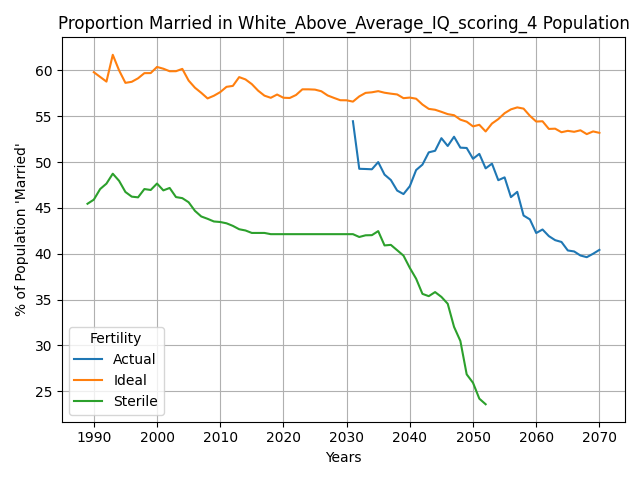 Proportion Married in White_Above_Average_IQ_scoring_4 Population
% of Population 'Married'
60
55
50
45
40
35
30
25
Fertility
Actual
Ideal
Sterile
1990 2000 2010 2020 2030 2040 2050 2060 2070
Years